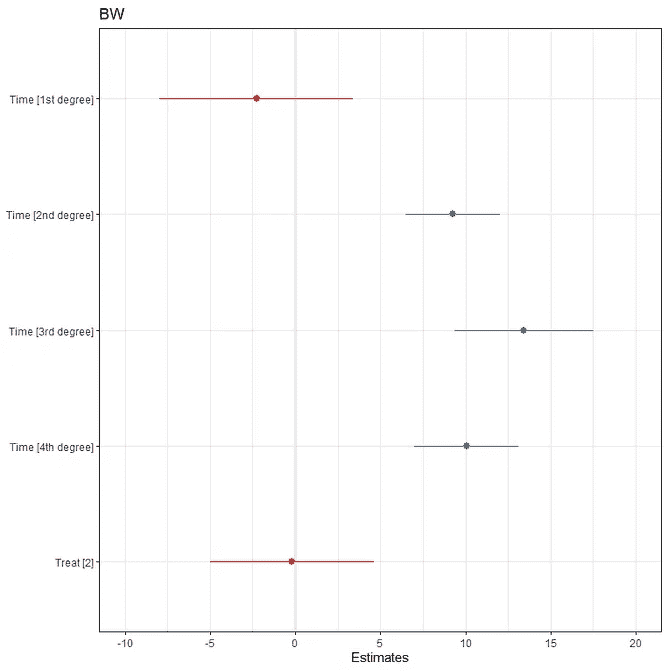 BW
Time [1st degree]
Time [2nd degree]
Time [3rd degree]
Time [4th degree]
Treat [2]
-10 -5 0 5 10 15 20
Estimates